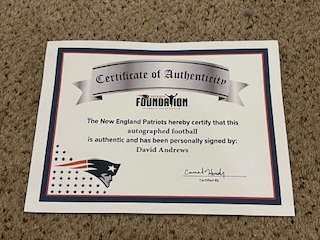 Certificate of Authenticity
FOUNDATION
The New England Patriots hereby certify that this
autographed football
is authentic and has been personally signed by:
David Andrews
Certified By